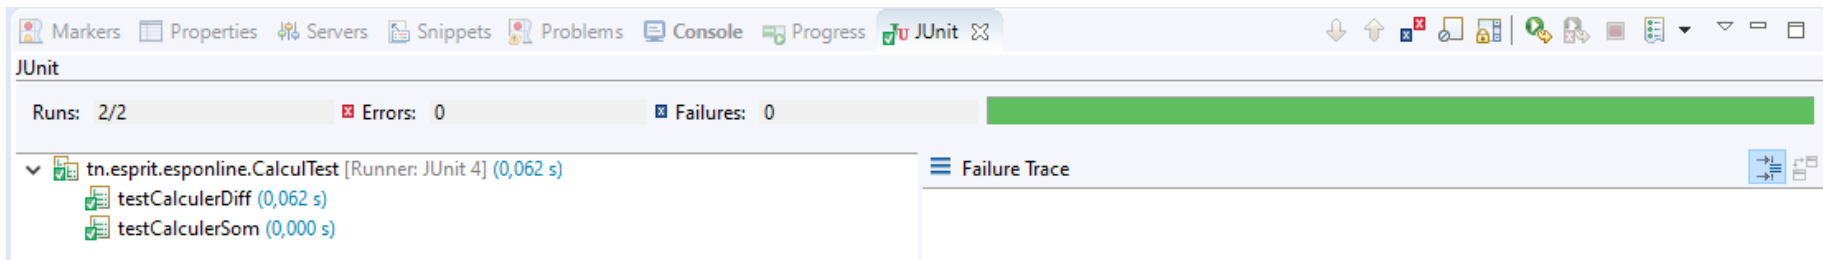 Markers Properties Servers Snippets Problems Console Progress JUnit
JUnit
Runs: 2/2 Errors: 0 Failures: 0
tn.esprit.esponline.CalculTest [Runner: JUnit 4] (0,062 s)
Failure Trace
testCalculerDiff (0,062 s)
testCalculerSom (0,000 s)